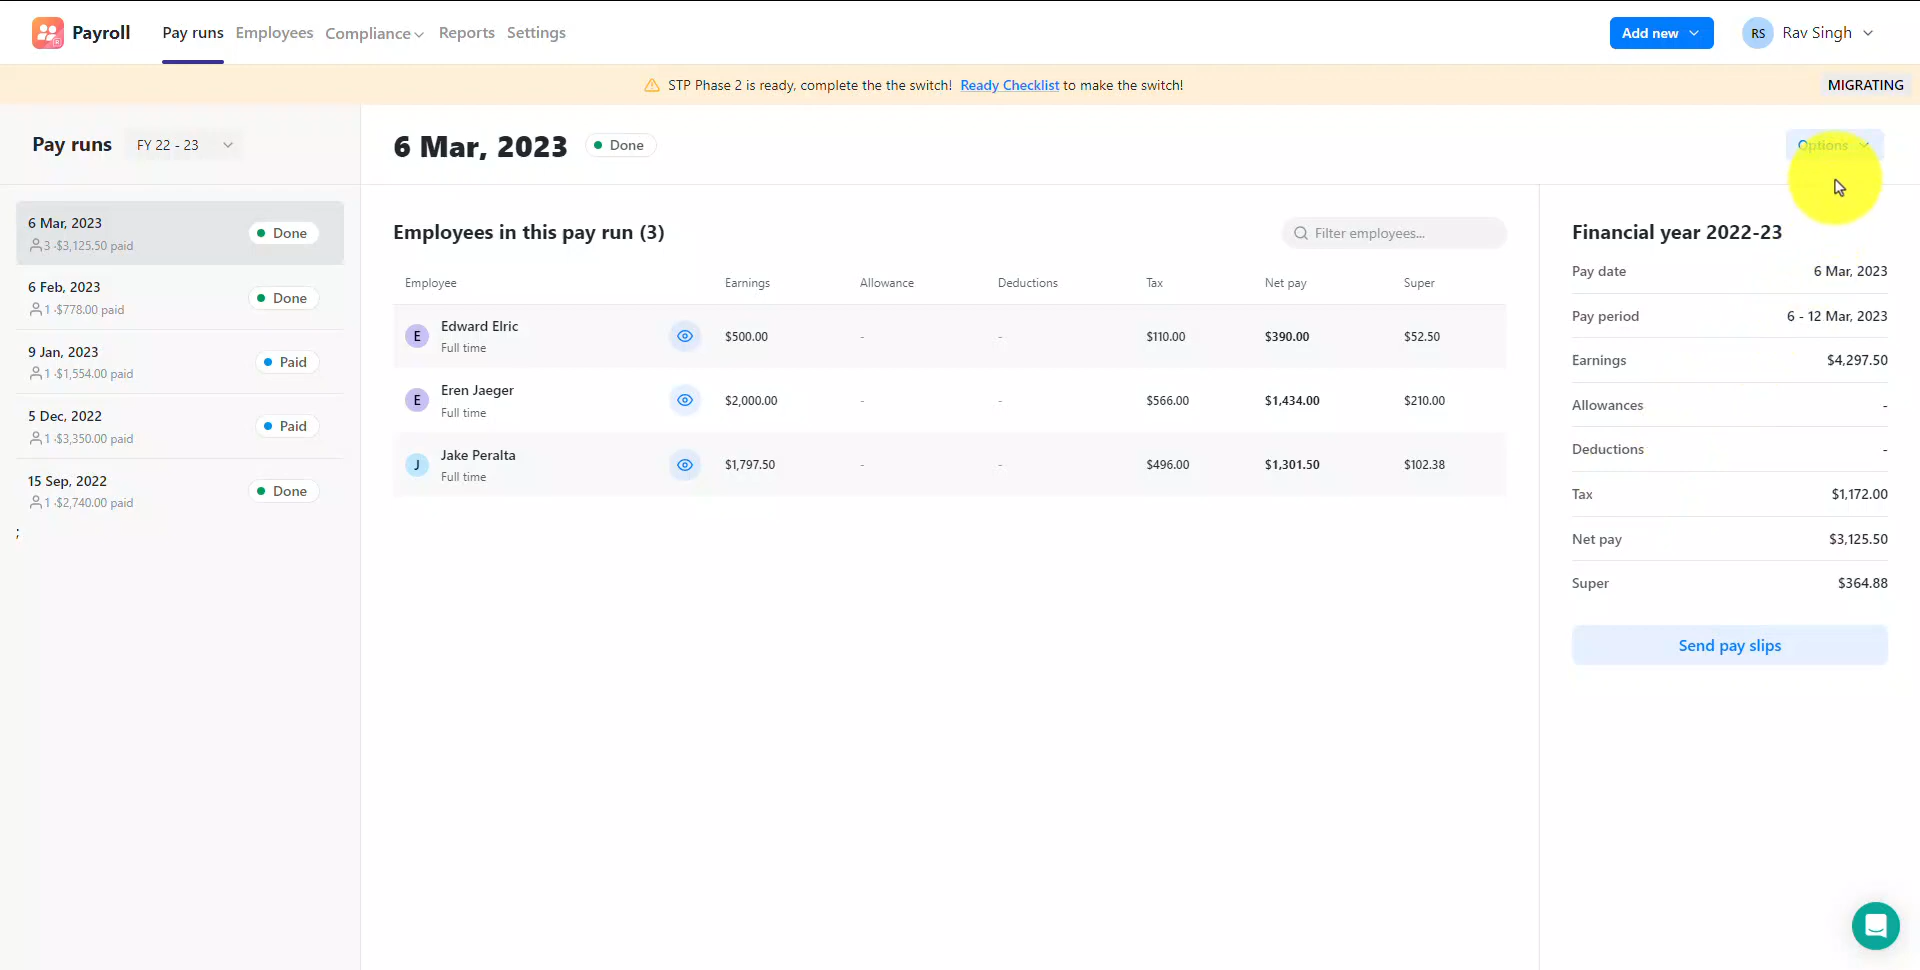 Payroll
Pay runs
Employees
Compliance
Reports
Settings
Add new
RS
Rav Singh
STP Phase 2 is ready, complete the the switch! Ready Checklist to make the switch!
MIGRATING
Pay runs
FY 22 - 23
6 Mar, 2023
Done
Options
6 Mar, 2023
3 ·$3,125.50 paid
Done
6 Feb, 2023
1 ·$778.00 paid
Done
9 Jan, 2023
1 ·$1,554.00 paid
Paid
5 Dec, 2022
1 ·$3,350.00 paid
Paid
15 Sep, 2022
1 ·$2,740.00 paid
Done
;
Employees in this pay run (3)
Filter employees...
Employee Earnings Allowance Deductions Tax Net pay Super
E Edward Elric $500.00 - - $110.00 $390.00 $52.50
Full time
E Eren Jaeger $2,000.00 - - $566.00 $1,434.00 $210.00
Full time
J Jake Peralta $1,797.50 - - $496.00 $1,301.50 $102.38
Full time
Financial year 2022-23
Pay date 6 Mar, 2023
Pay period 6 - 12 Mar, 2023
Earnings $4,297.50
Allowances -
Deductions -
Tax $1,172.00
Net pay $3,125.50
Super $364.88
Send pay slips